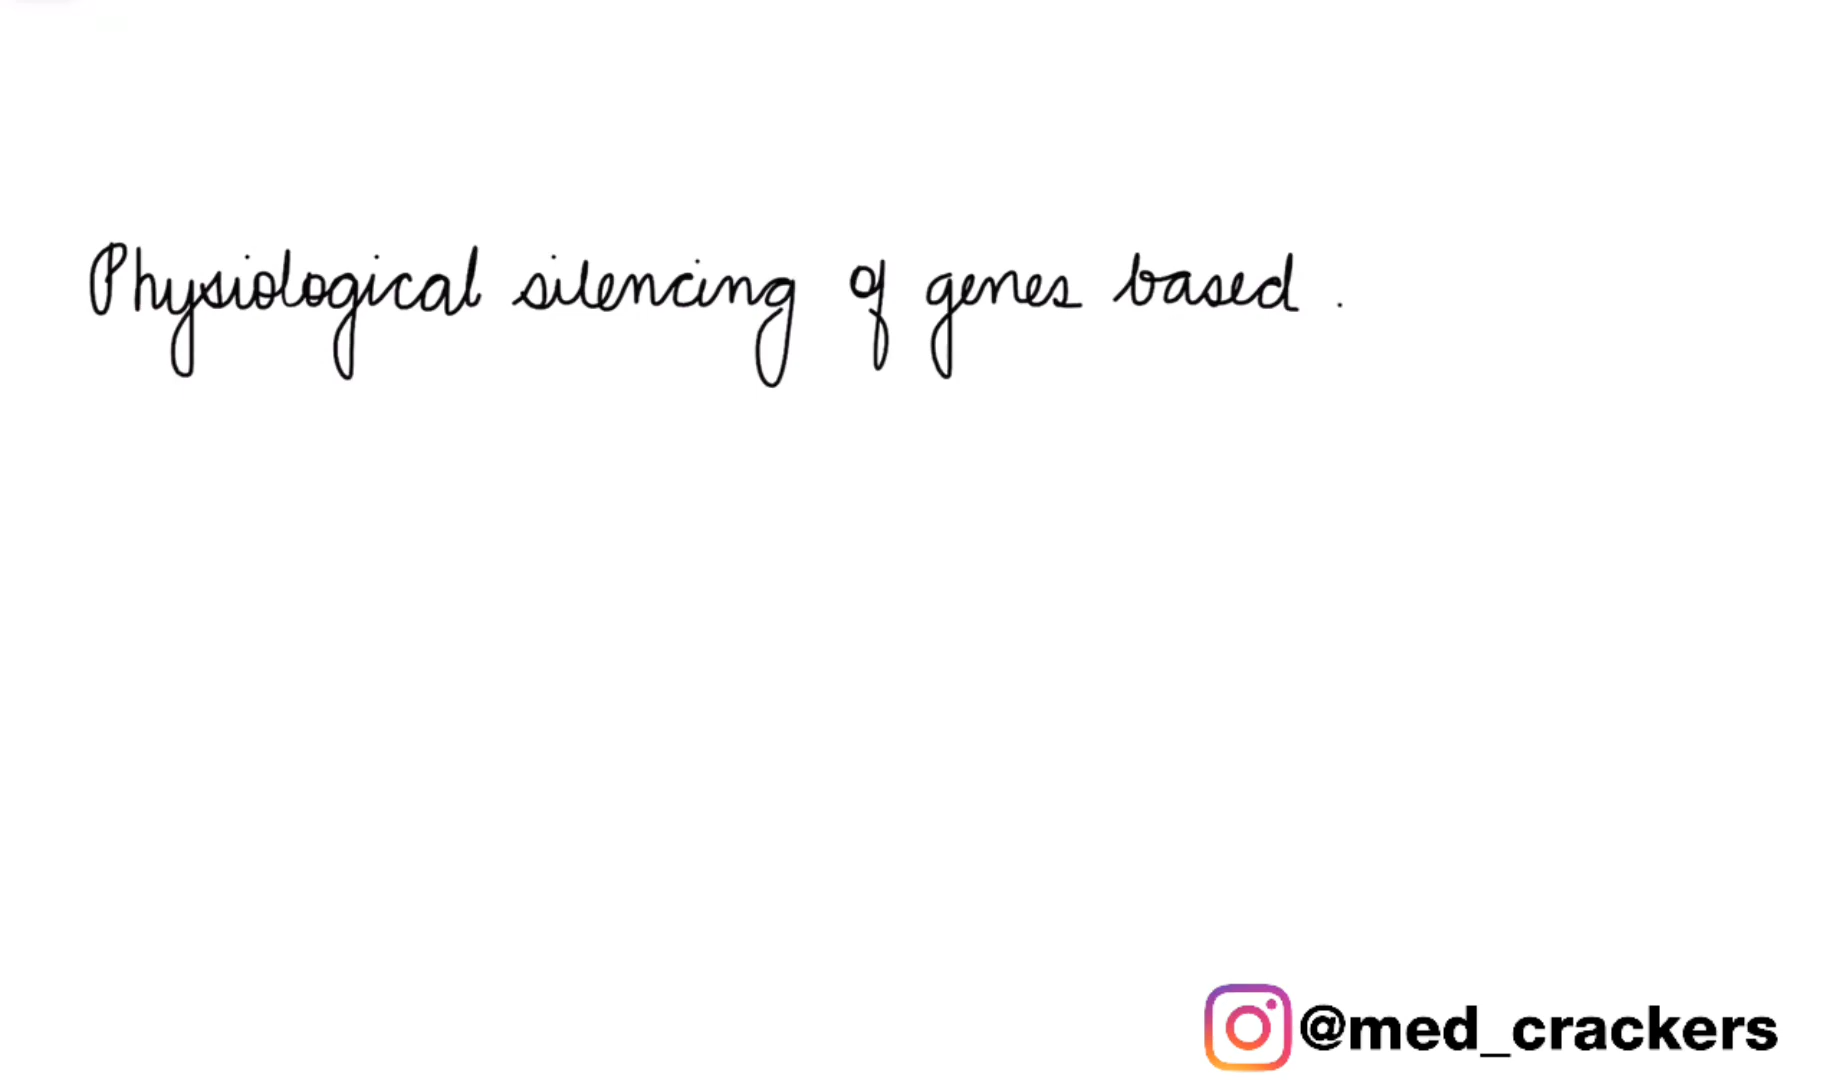 Physiological silencing of genes based .
@med_crackers